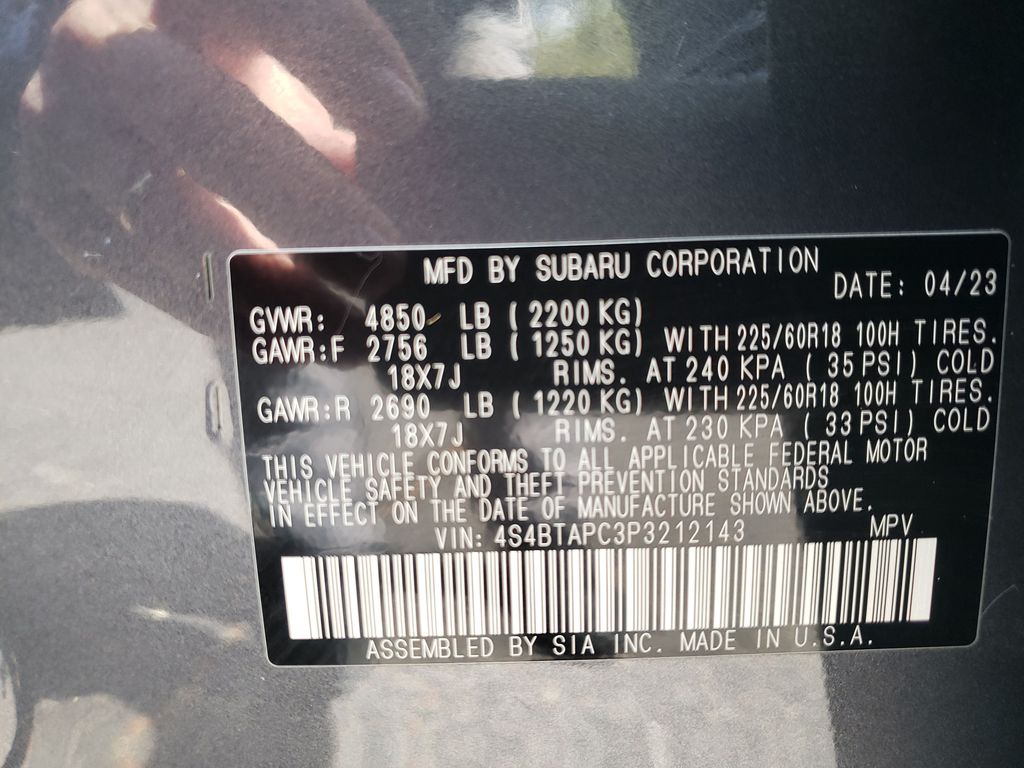 MFD BY SUBARU CORPORATION
DATE: 04/23
GVWR: 4850 LB ( 2200 KG)
GAWR:F 2756 LB ( 1250 KG) WITH 225/60R18 100H TIRES.
18X7J RIMS. AT 240 KPA ( 35 PSI) COLD
GAWR:R 2690 LB ( 1220 KG) WITH 225/60R18 100H TIRES.
18X7J RIMS. AT 230 KPA ( 33 PSI) COLD
THIS VEHICLE CONFORMS TO ALL APPLICABLE FEDERAL MOTOR
VEHICLE SAFETY AND THEFT PREVENTION STANDARDS
IN EFFECT ON THE DATE OF MANUFACTURE SHOWN ABOVE.
VIN: 4S4BTAPC3P3212143 MPV
ASSEMBLED BY SIA INC. MADE IN U.S.A.